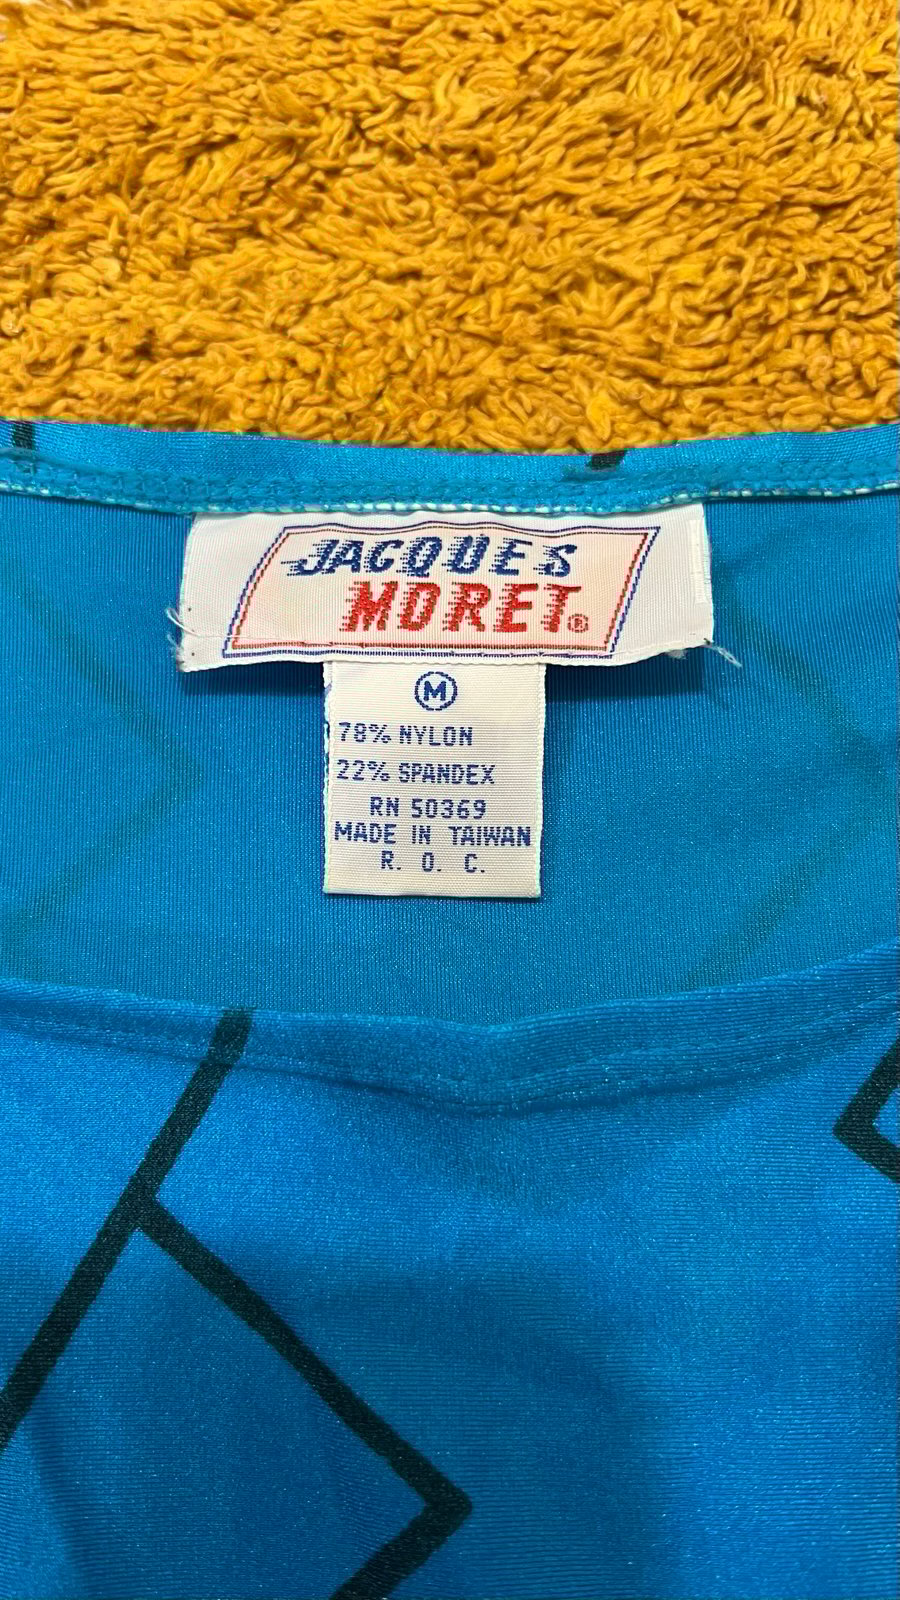 JACQUES
MORET®
M
78% NYLON
22% SPANDEX
RN 50369
MADE IN TAIWAN
R. O. C.